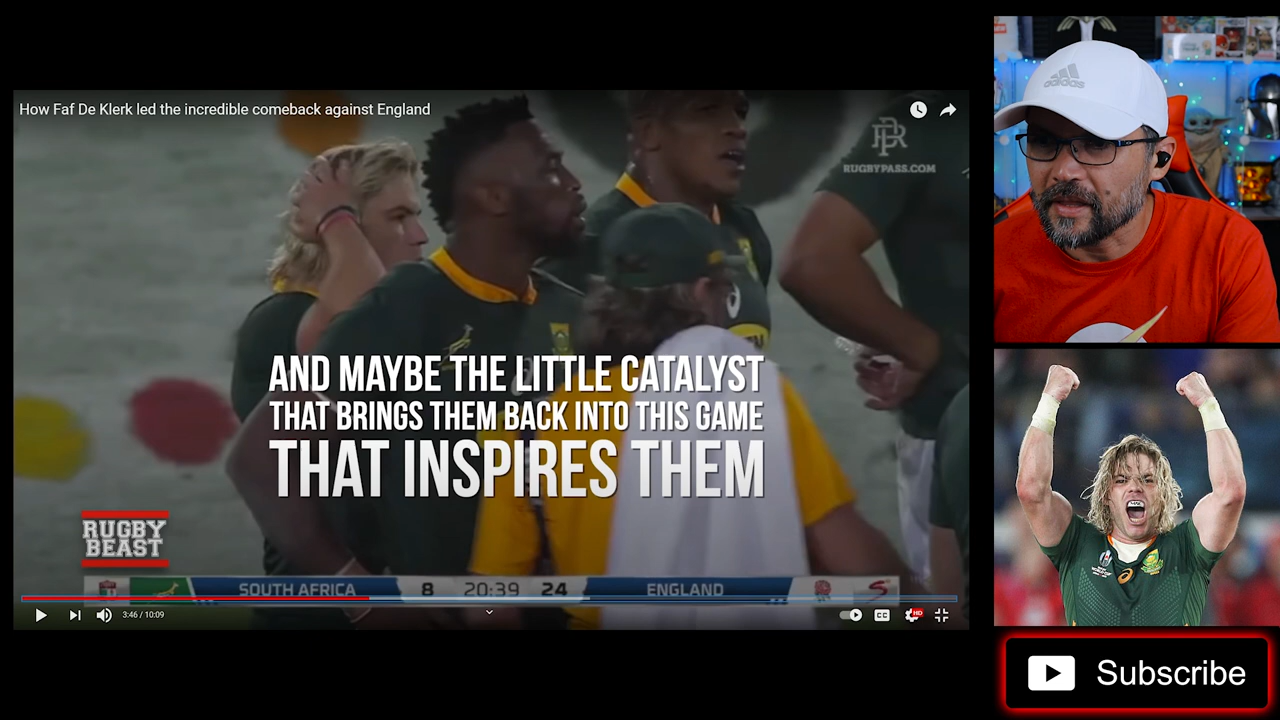 How Faf De Klerk led the incredible comeback against England
RUGBYPASS.COM
adidas
AND MAYBE THE LITTLE CATALYST
THAT BRINGS THEM BACK INTO THIS GAME
THAT INSPIRES THEM
RUGBY
BEAST
SOUTH AFRICA 8 20:39 24 ENGLAND
3:46 / 10:09
CC
HD
Subscribe